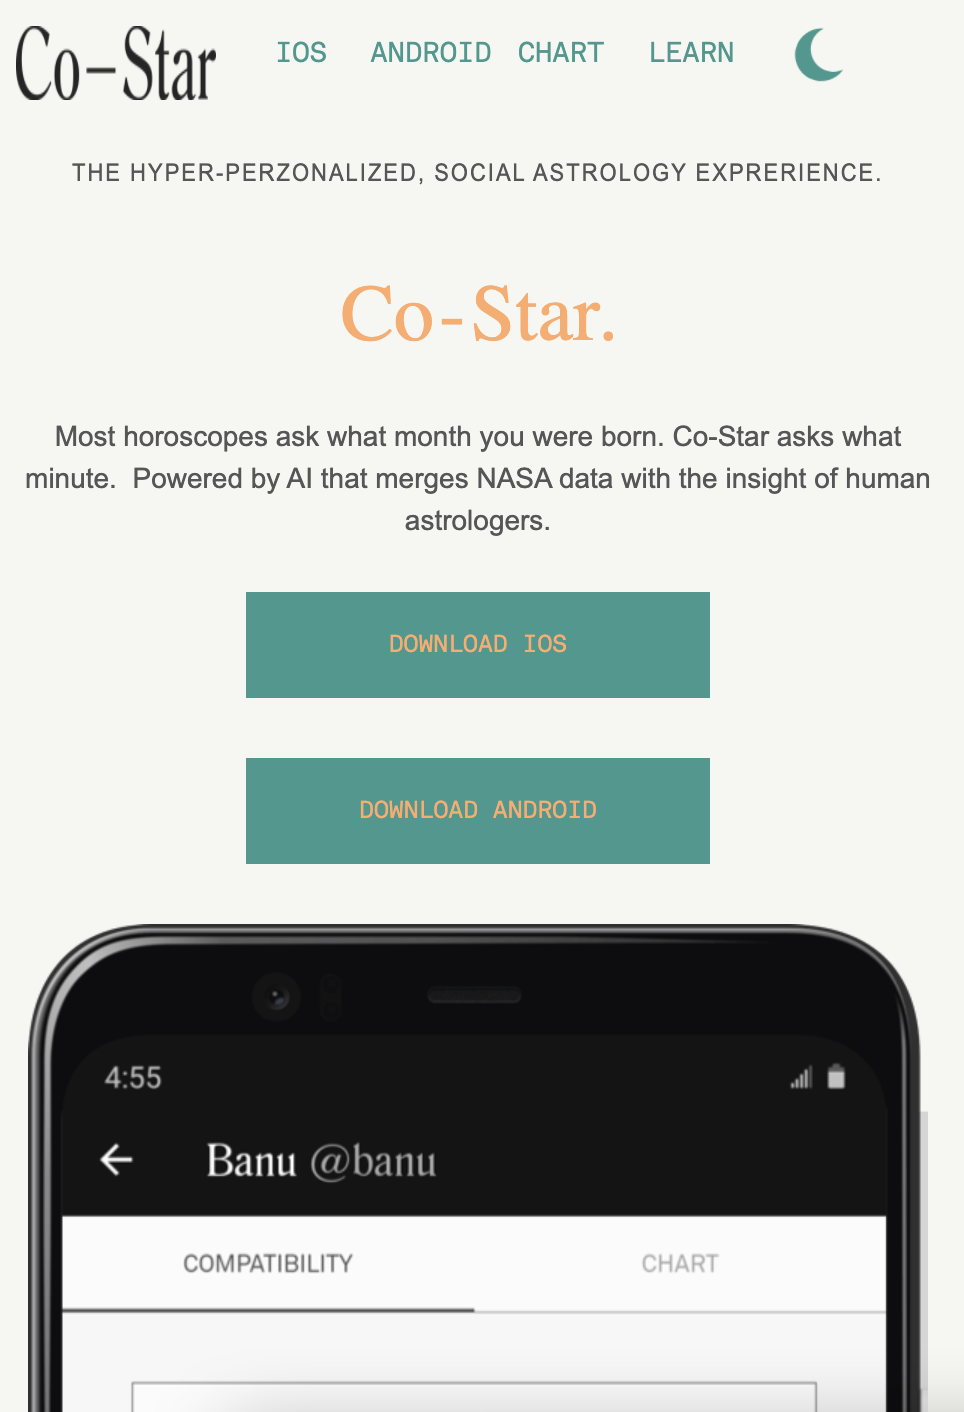 Co-Star
IOS ANDROID CHART LEARN
THE HYPER-PERZONALIZED, SOCIAL ASTROLOGY EXPRERIENCE.
Co-Star.
Most horoscopes ask what month you were born. Co-Star asks what
minute.  Powered by AI that merges NASA data with the insight of human
astrologers.
DOWNLOAD IOS
DOWNLOAD ANDROID
4:55
Banu @banu
COMPATIBILITY CHART